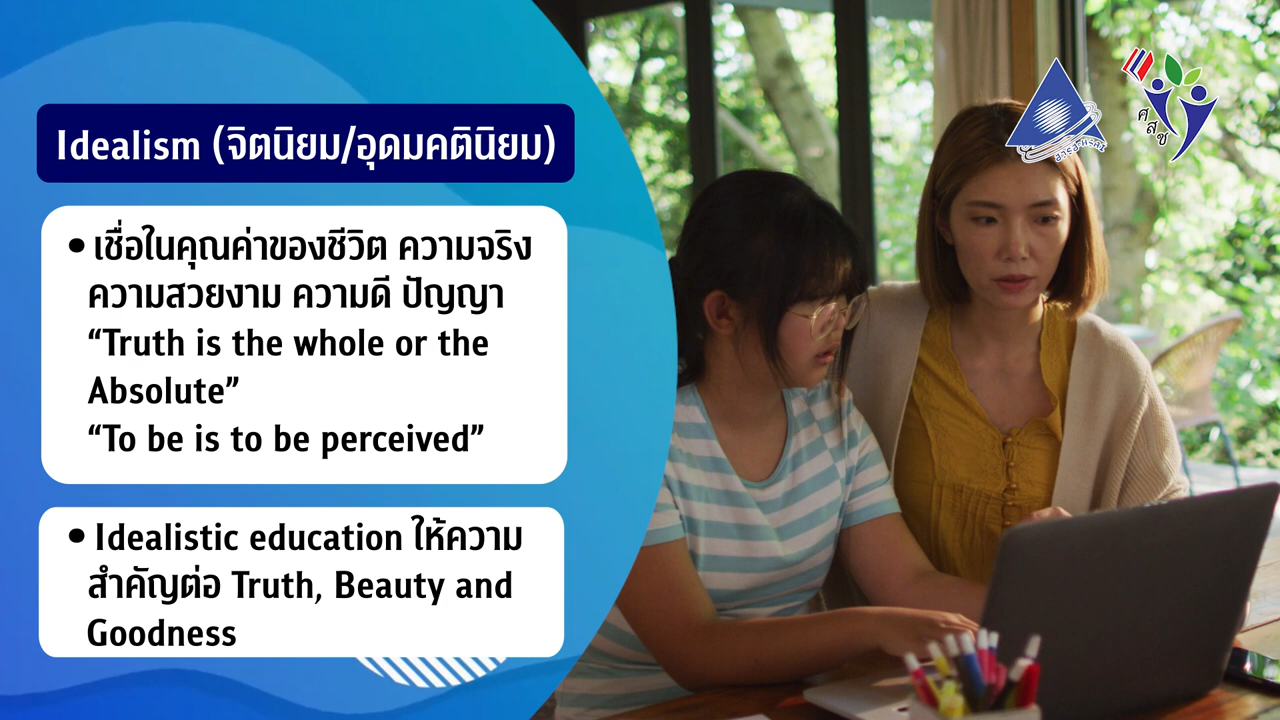 Idealism (จิตนิยม/อุดมคตินิยม)
• เชื่อในคุณค่าของชีวิต ความจริง
ความสวยงาม ความดี ปัญญา
“Truth is the whole or the
Absolute”
“To be is to be perceived”
• Idealistic education ให้ความ
สำคัญต่อ Truth, Beauty and
Goodness
ศสช